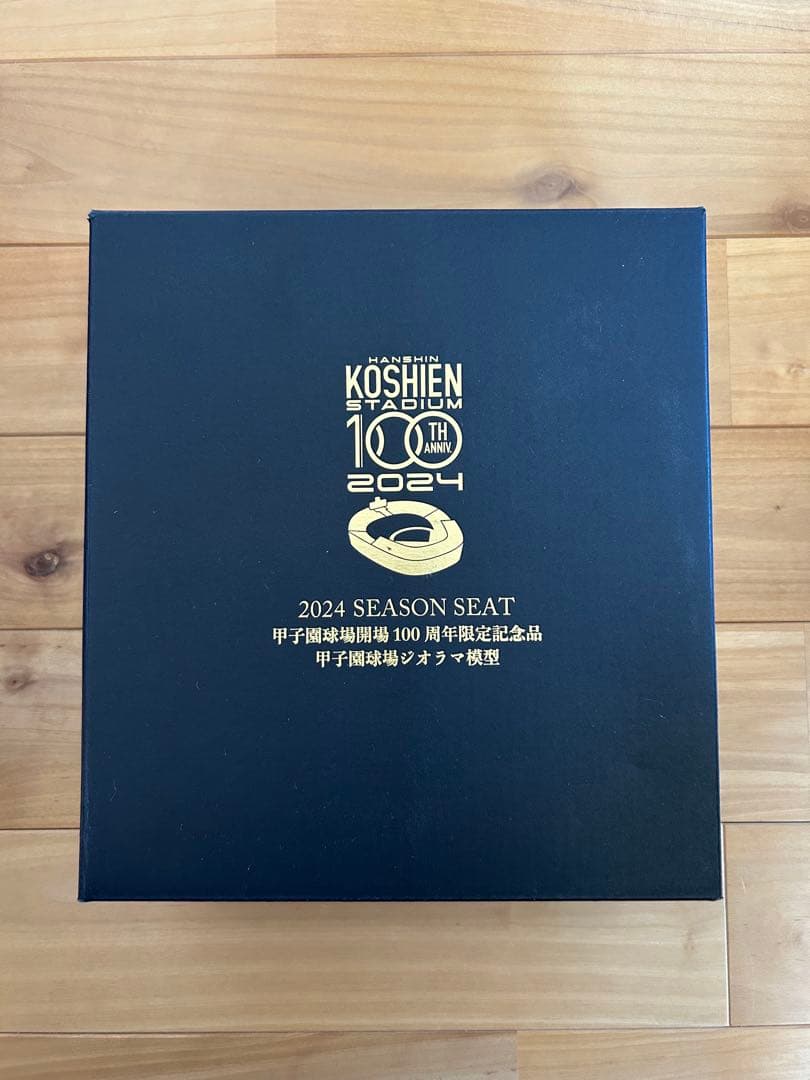 HANSHIN
KOSHIEN
STADIUM
100TH ANNIV.
2024
2024 SEASON SEAT
甲子園球場開場100周年限定記念品
甲子園球場ジオラマ模型